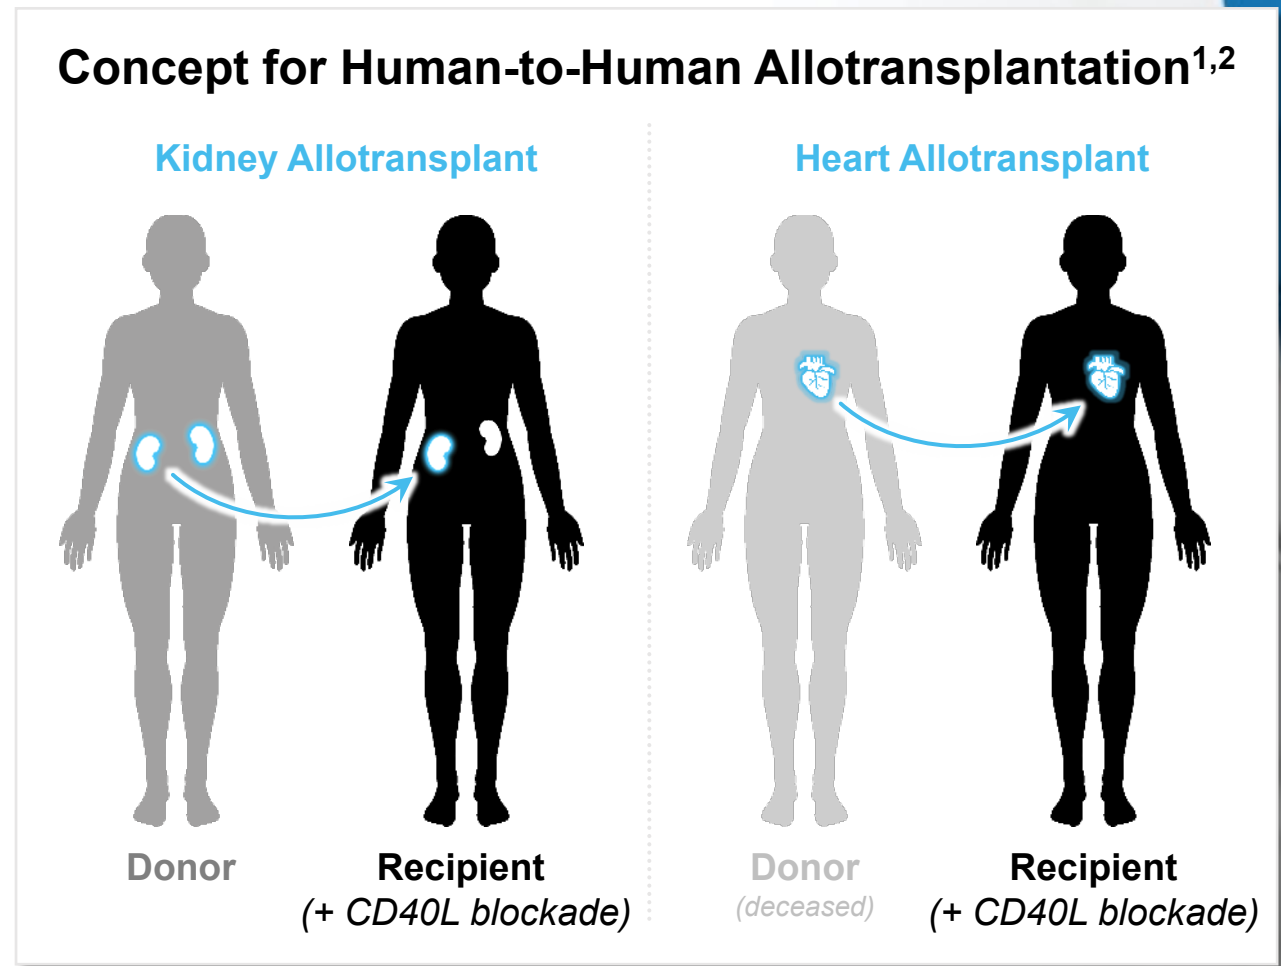 Concept for Human-to-Human Allotransplantation1,2
Kidney Allotransplant
Heart Allotransplant
Donor
Recipient
(+ CD40L blockade)
Donor
(deceased)
Recipient
(+ CD40L blockade)